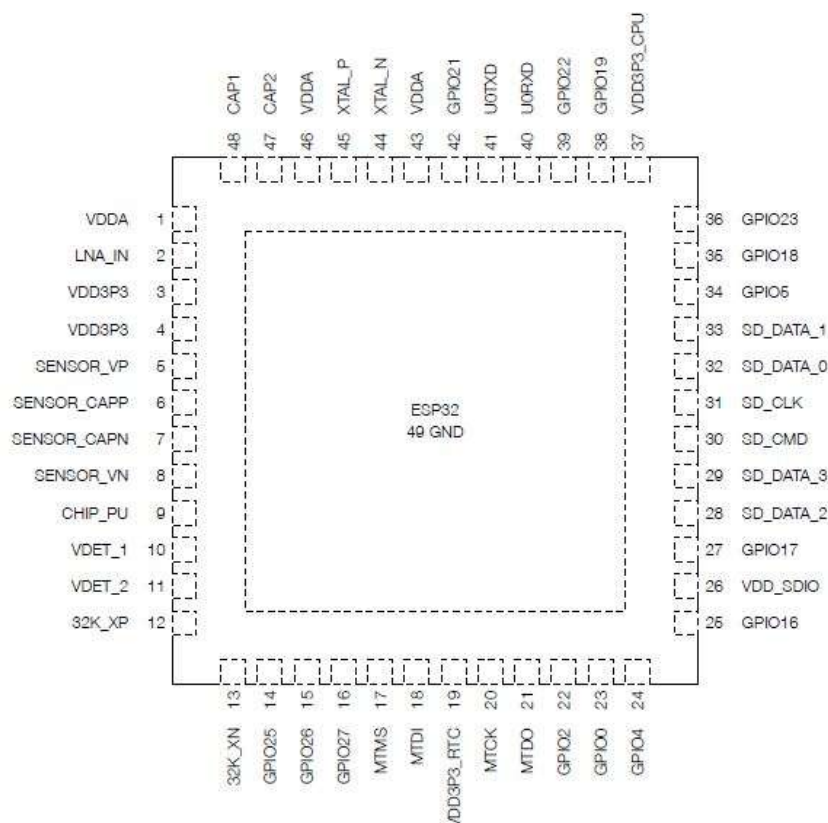 CAP1 CAP2 VDDA XTAL_P XTAL_N VDDA GPIO21 U0TXD U0RXD GPIO22 GPIO19 VDD3P3_CPU
48 47 46 45 44 43 42 41 40 39 38 37
VDDA 1 36 GPIO23
LNA_IN 2 35 GPIO18
VDD3P3 3 34 GPIO5
VDD3P3 4 33 SD_DATA_1
SENSOR_VP 5 32 SD_DATA_0
SENSOR_CAPP 6 31 SD_CLK
ESP32
SENSOR_CAPN 7 49 GND 30 SD_CMD
SENSOR_VN 8 29 SD_DATA_3
CHIP_PU 9 28 SD_DATA_2
VDET_1 10 27 GPIO17
VDET_2 11 26 VDD_SDIO
32K_XP 12 25 GPIO16
13 14 15 16 17 18 19 20 21 22 23 24
32K_XN GPIO25 GPIO26 GPIO27 MTMS MTDI VDD3P3_RTC MTCK MTDO GPIO2 GPIO0 GPIO4